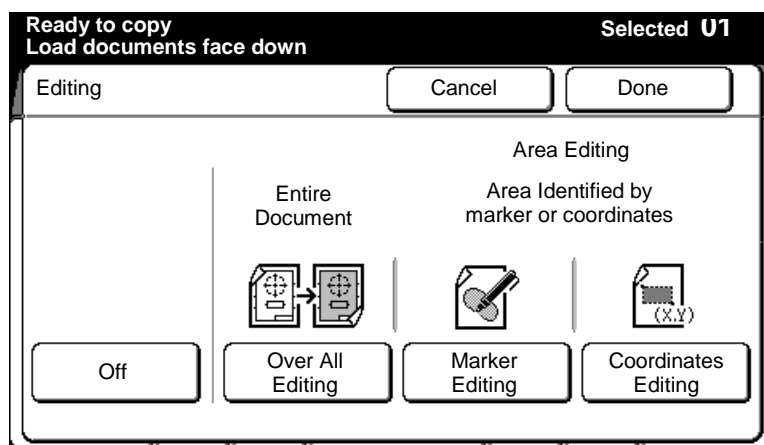 Ready to copy
Selected 01
Load documents face down
Editing
Cancel
Done
Area Editing
Entire
Document
Area Identified by
marker or coordinates
(X,Y)
Off
Over All
Editing
Marker
Editing
Coordinates
Editing